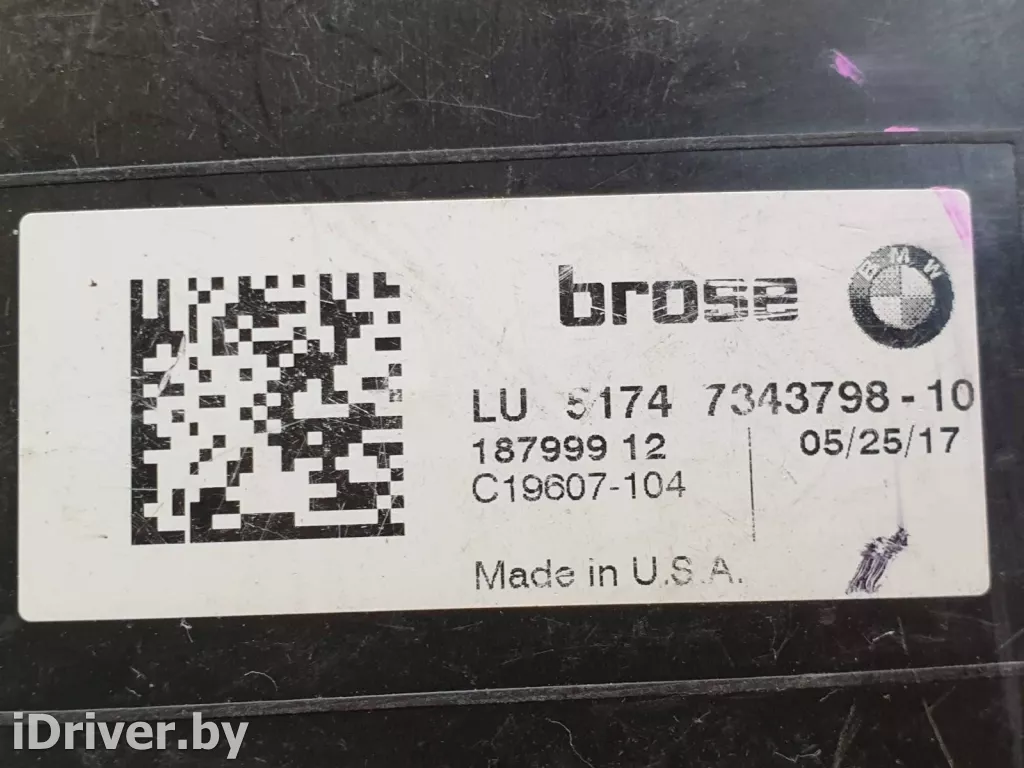 brose
BMW
LU 5174 7343798-10
187999 12
05/25/17
C19607-104
Made in U.S.A.
iDriver.by